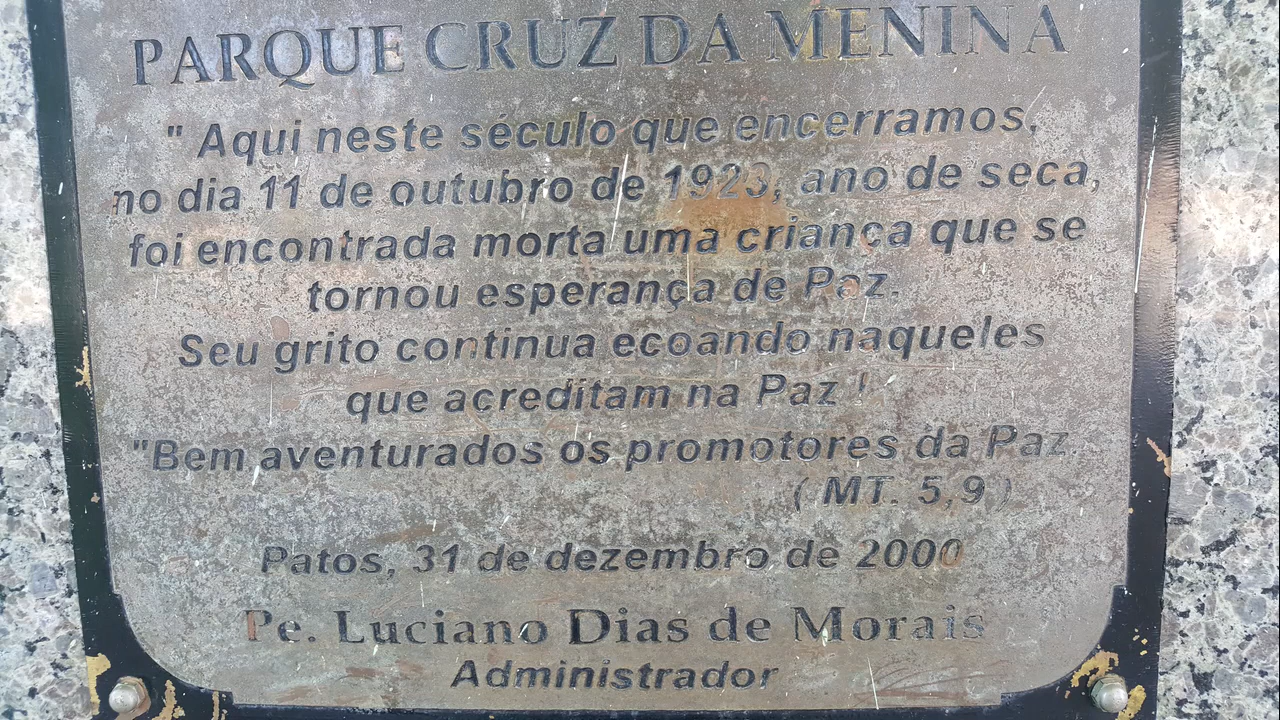 PARQUE CRUZ DA MENINA
" Aqui neste século que encerramos,
no dia 11 de outubro de 1923, ano de seca,
foi encontrada morta uma criança que se
tornou esperança de Paz.
Seu grito continua ecoando naqueles
que acreditam na Paz !
"Bem aventurados os promotores da Paz.
( MT. 5,9 )
Patos, 31 de dezembro de 2000
Pe. Luciano Dias de Morais
Administrador